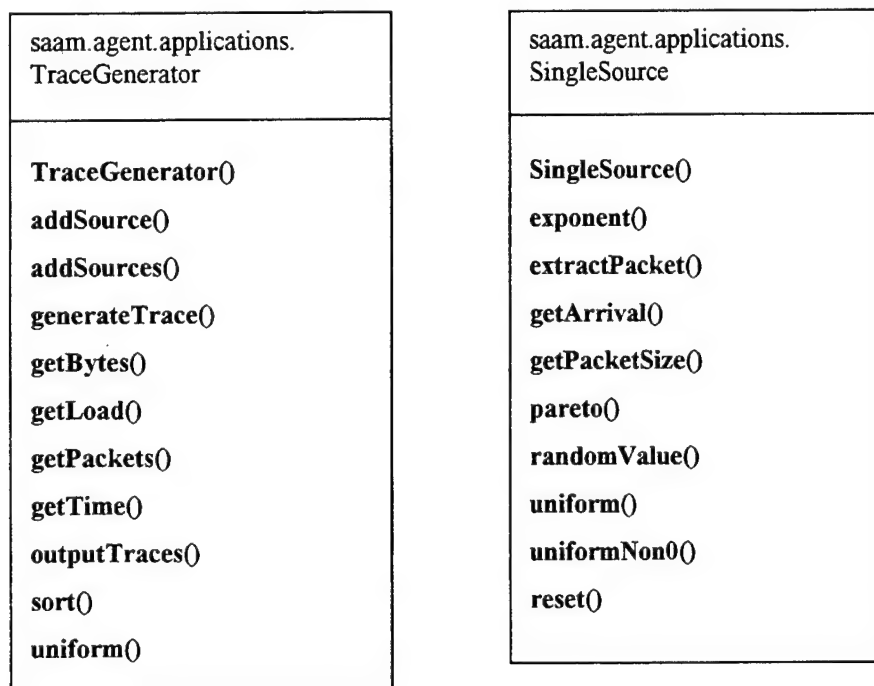 saam.agent.applications.
TraceGenerator
TraceGenerator()
addSource()
addSources()
generateTrace()
getBytes()
getLoad()
getPackets()
getTime()
outputTraces()
sort()
uniform()
saam.agent.applications.
SingleSource
SingleSource()
exponent()
extractPacket()
getArrival()
getPacketSize()
pareto()
randomValue()
uniform()
uniformNon0()
reset()